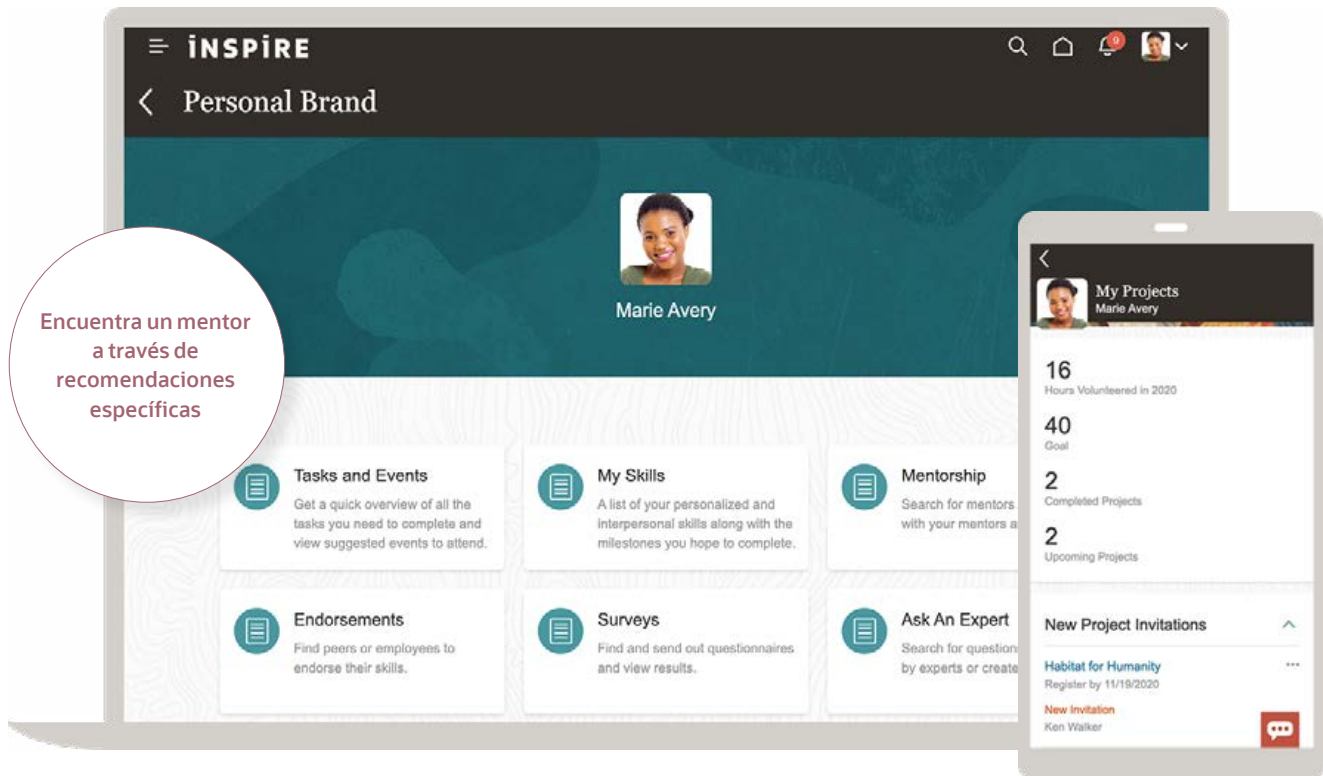 iNSPiRE
9
Personal Brand
Marie Avery
Encuentra un mentor
a través de
recomendaciones
específicas
Tasks and Events
Get a quick overview of all the
tasks you need to complete and
view suggested events to attend.
My Skills
A list of your personalized and
interpersonal skills along with the
milestones you hope to complete.
Mentorship
Search for mentors
with your mentors a
Endorsements
Find peers or employees to
endorse their skills.
Surveys
Find and send out questionnaires
and view results.
Ask An Expert
Search for question
by experts or create
My Projects
Marie Avery
16
Hours Volunteered in 2020
40
Goal
2
Completed Projects
2
Upcoming Projects
New Project Invitations
Habitat for Humanity
Register by 11/19/2020
New Invitation
Ken Walker